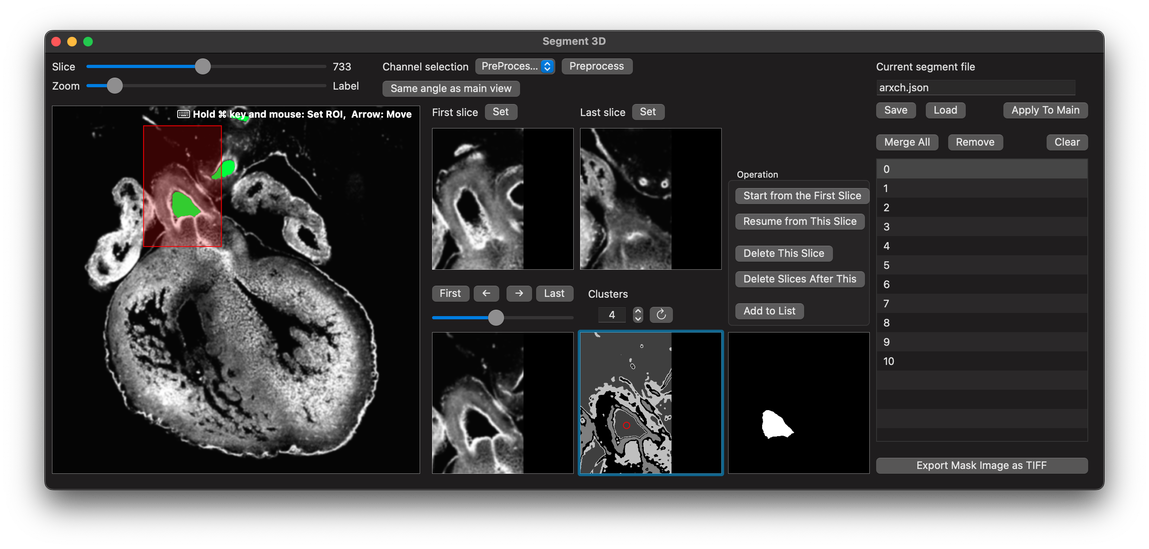 Segment 3D
Slice 733
Zoom Label
Channel selection PreProces... Preprocess
Same angle as main view
Current segment file
arxch.json
Save Load Apply To Main
Hold ⌘ key and mouse: Set ROI, Arrow: Move
First slice Set
Last slice Set
Merge All Remove Clear
Operation
Start from the First Slice
Resume from This Slice
Delete This Slice
Delete Slices After This
Add to List
First ← → Last
Clusters
4
0
1
2
3
4
5
6
7
8
9
10
Export Mask Image as TIFF